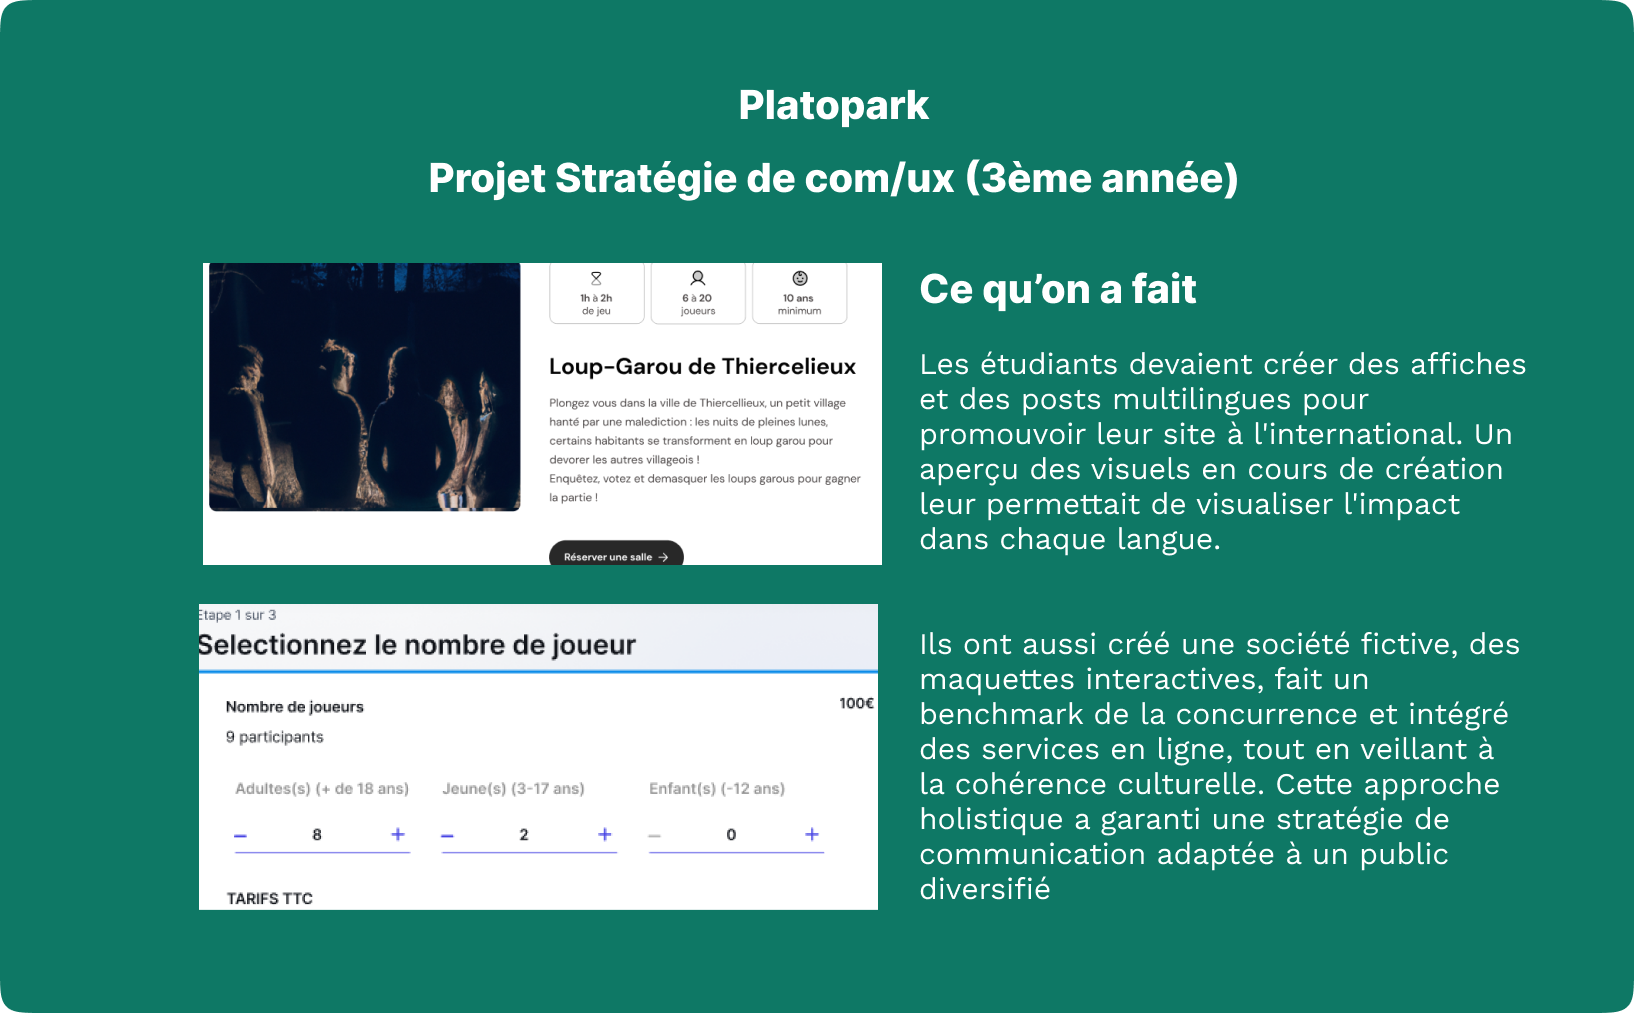 Platopark
Projet Stratégie de com/ux (3ème année)
1h à 2h
de jeu
6 à 20
joueurs
10 ans
minimum
Loup-Garou de Thiercelieux
Plongez vous dans la ville de Thiercellieux, un petit village
hanté par une malediction : les nuits de pleines lunes,
certains habitants se transforment en loup garou pour
devorer les autres villageois !
Enquêtez, votez et demasquer les loups garous pour gagner
la partie !
Réserver une salle →
Ce qu’on a fait
Les étudiants devaient créer des affiches
et des posts multilingues pour
promouvoir leur site à l'international. Un
aperçu des visuels en cours de création
leur permettait de visualiser l'impact
dans chaque langue.
Etape 1 sur 3
Selectionnez le nombre de joueur
Nombre de joueurs
100€
9 participants
Adultes(s) (+ de 18 ans)
Jeune(s) (3-17 ans)
Enfant(s) (-12 ans)
– 8 +
– 2 +
– 0 +
TARIFS TTC
Ils ont aussi créé une société fictive, des
maquettes interactives, fait un
benchmark de la concurrence et intégré
des services en ligne, tout en veillant à
la cohérence culturelle. Cette approche
holistique a garanti une stratégie de
communication adaptée à un public
diversifié